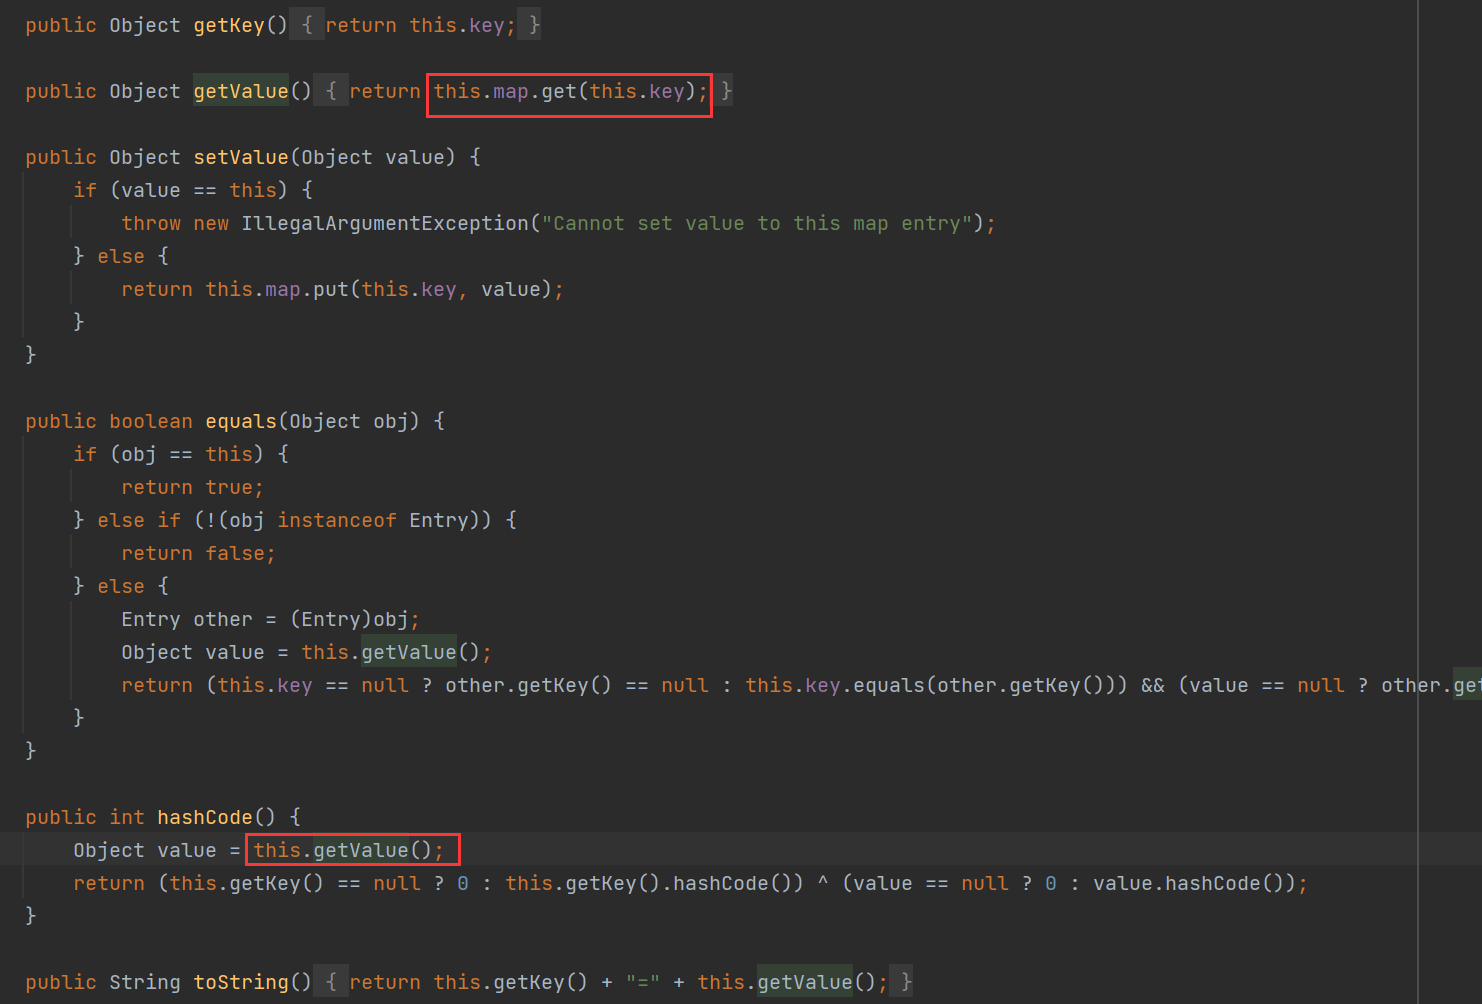 public Object getKey() { return this.key; }
public Object getValue() { return this.map.get(this.key); }
public Object setValue(Object value) {
if (value == this) {
throw new IllegalArgumentException("Cannot set value to this map entry");
} else {
return this.map.put(this.key, value);
}
}
public boolean equals(Object obj) {
if (obj == this) {
return true;
} else if (!(obj instanceof Entry)) {
return false;
} else {
Entry other = (Entry)obj;
Object value = this.getValue();
return (this.key == null ? other.getKey() == null : this.key.equals(other.getKey())) && (value == null ? other.get
}
}
public int hashCode() {
Object value = this.getValue();
return (this.getKey() == null ? 0 : this.getKey().hashCode()) ^ (value == null ? 0 : value.hashCode());
}
public String toString() { return this.getKey() + "=" + this.getValue(); }